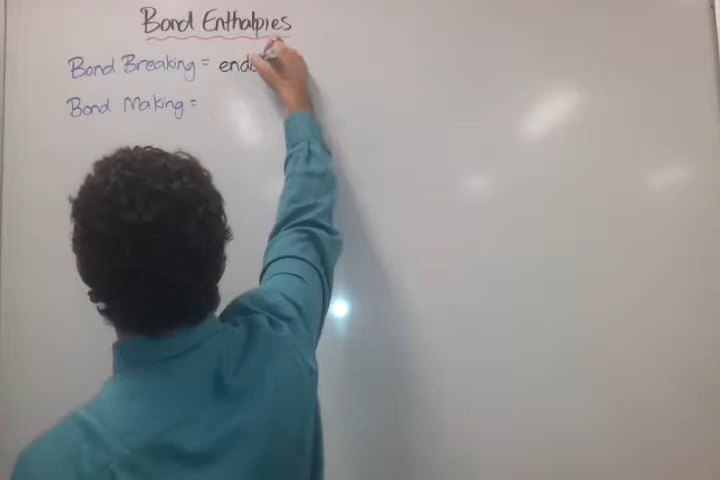 Bond Enthalpies
Bond Breaking = endo
Bond Making =